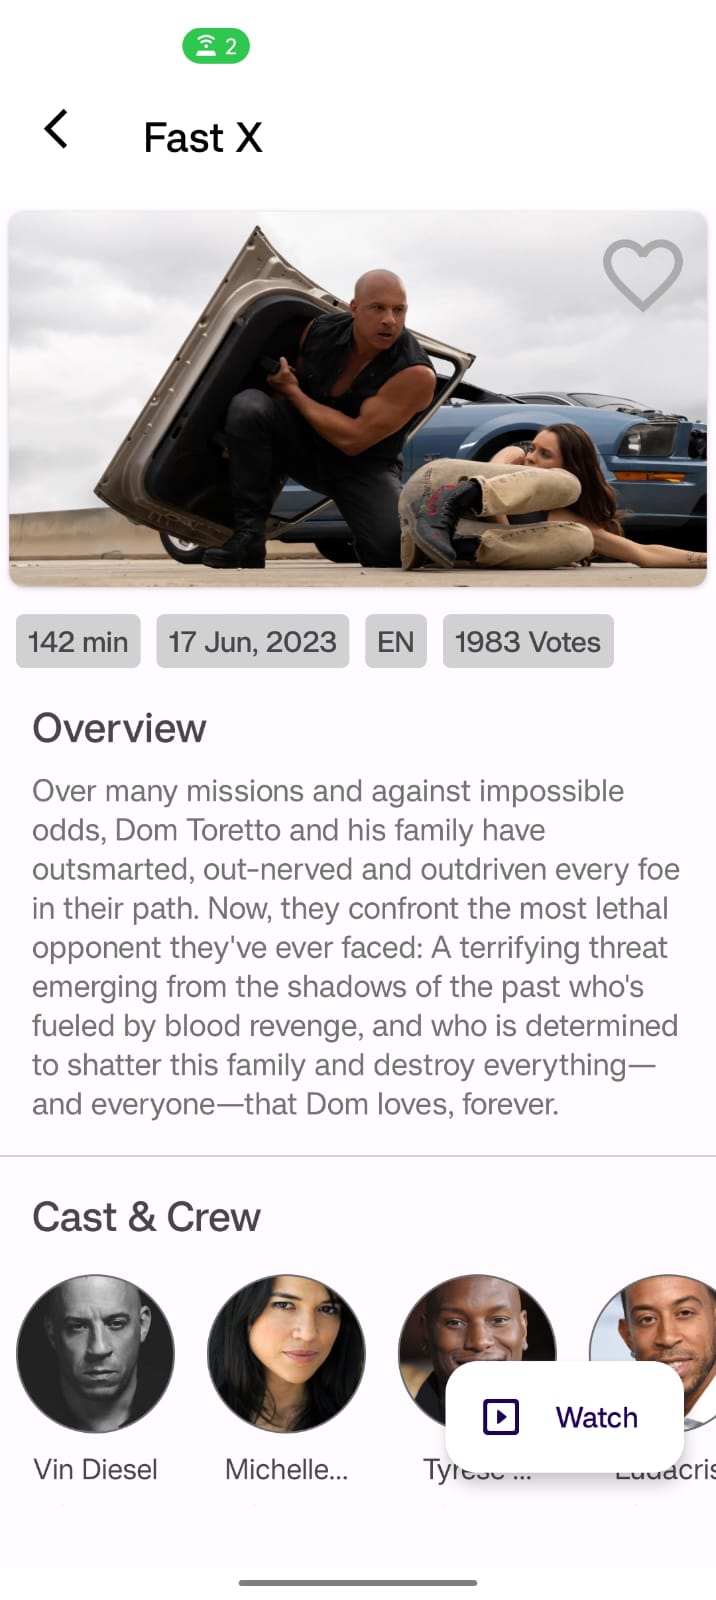 2
Fast X
142 min 17 Jun, 2023 EN 1983 Votes
Overview
Over many missions and against impossible
odds, Dom Toretto and his family have
outsmarted, out-nerved and outdriven every foe
in their path. Now, they confront the most lethal
opponent they've ever faced: A terrifying threat
emerging from the shadows of the past who's
fueled by blood revenge, and who is determined
to shatter this family and destroy everything—
and everyone—that Dom loves, forever.
Cast & Crew
Watch
Vin Diesel Michelle... Tyrese ... Ludacris